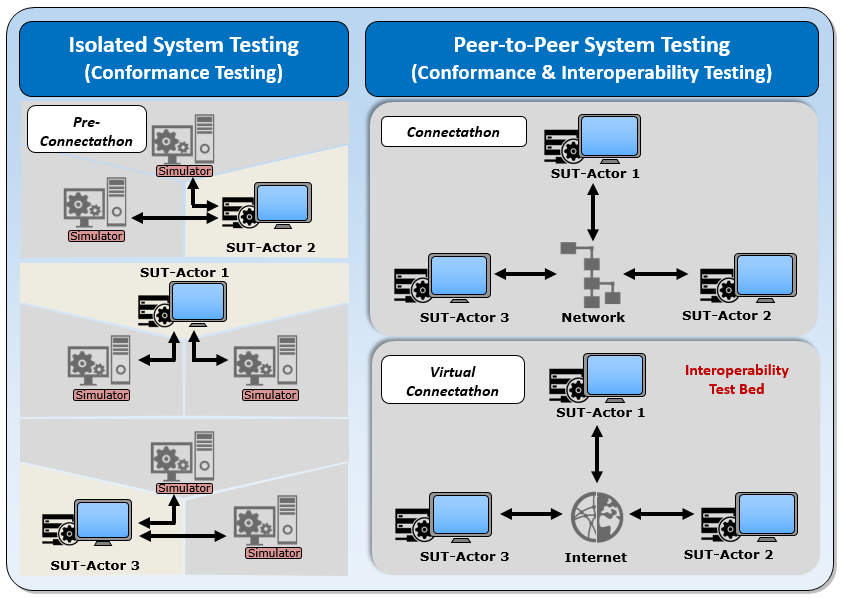 Isolated System Testing
(Conformance Testing)
Pre-
Connectathon
Simulator
Simulator
SUT-Actor 2
SUT-Actor 1
Simulator
Simulator
Simulator
SUT-Actor 3
Simulator
Peer-to-Peer System Testing
(Conformance & Interoperability Testing)
Connectathon
SUT-Actor 1
SUT-Actor 3
Network
SUT-Actor 2
Virtual
Connectathon
SUT-Actor 1
Interoperability
Test Bed
SUT-Actor 3
Internet
SUT-Actor 2